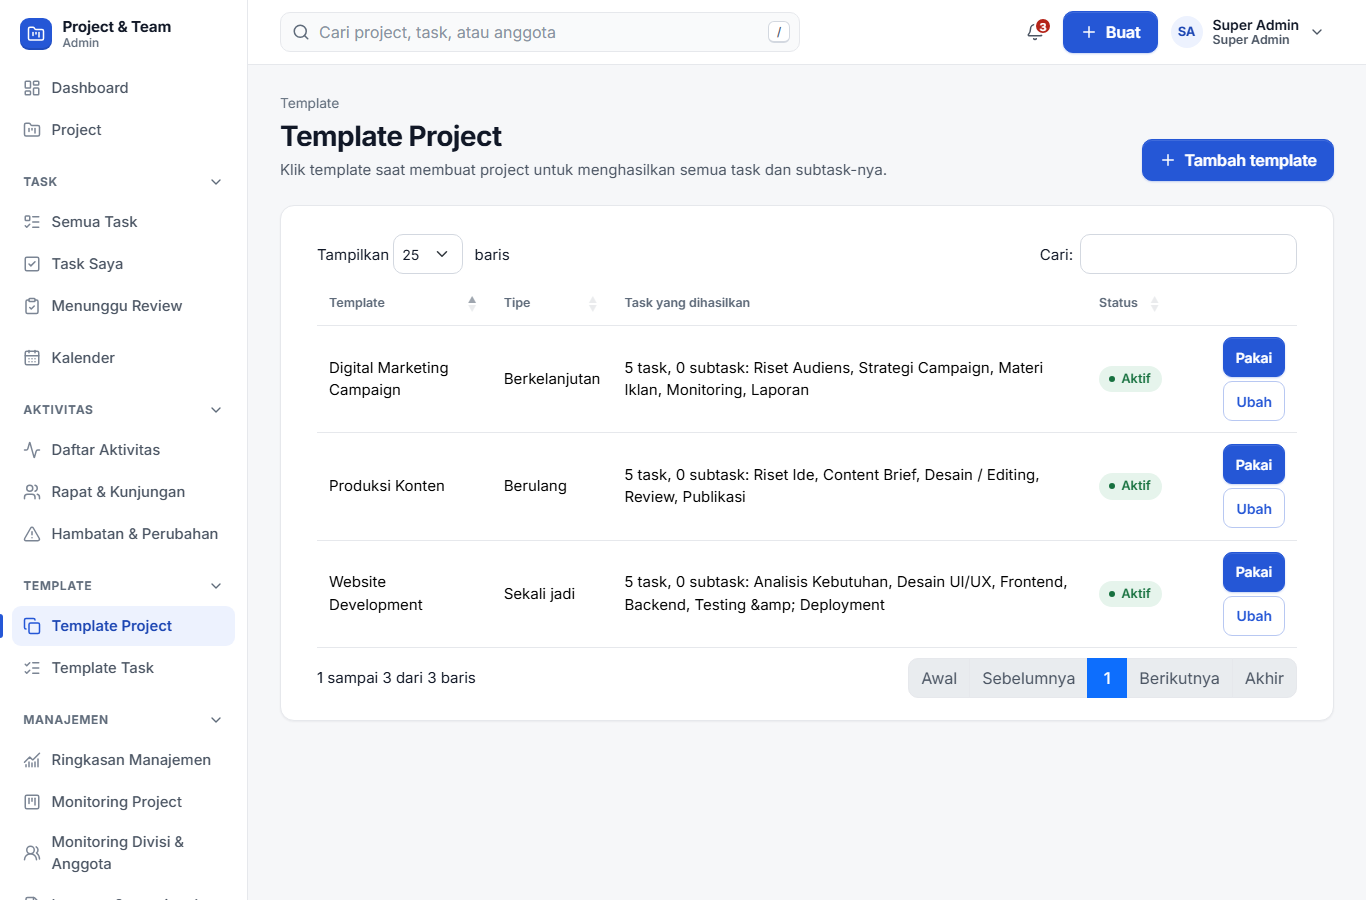 Project & Team
Admin
Dashboard
Project
TASK
Semua Task
Task Saya
Menunggu Review
Kalender
AKTIVITAS
Daftar Aktivitas
Rapat & Kunjungan
Hambatan & Perubahan
TEMPLATE
Template Project
Template Task
MANAJEMEN
Ringkasan Manajemen
Monitoring Project
Monitoring Divisi &
Anggota
Cari project, task, atau anggota
/
3
Buat
SA
Super Admin
Super Admin
Template
Template Project
Klik template saat membuat project untuk menghasilkan semua task dan subtask-nya.
Tambah template
Tampilkan 25 baris
Cari:
Template Tipe Task yang dihasilkan Status
Digital Marketing
Campaign
Berkelanjutan
5 task, 0 subtask: Riset Audiens, Strategi Campaign, Materi
Iklan, Monitoring, Laporan
Aktif
Pakai
Ubah
Produksi Konten
Berulang
5 task, 0 subtask: Riset Ide, Content Brief, Desain / Editing,
Review, Publikasi
Aktif
Pakai
Ubah
Website
Development
Sekali jadi
5 task, 0 subtask: Analisis Kebutuhan, Desain UI/UX, Frontend,
Backend, Testing &amp; Deployment
Aktif
Pakai
Ubah
1 sampai 3 dari 3 baris
Awal Sebelumnya 1 Berikutnya Akhir